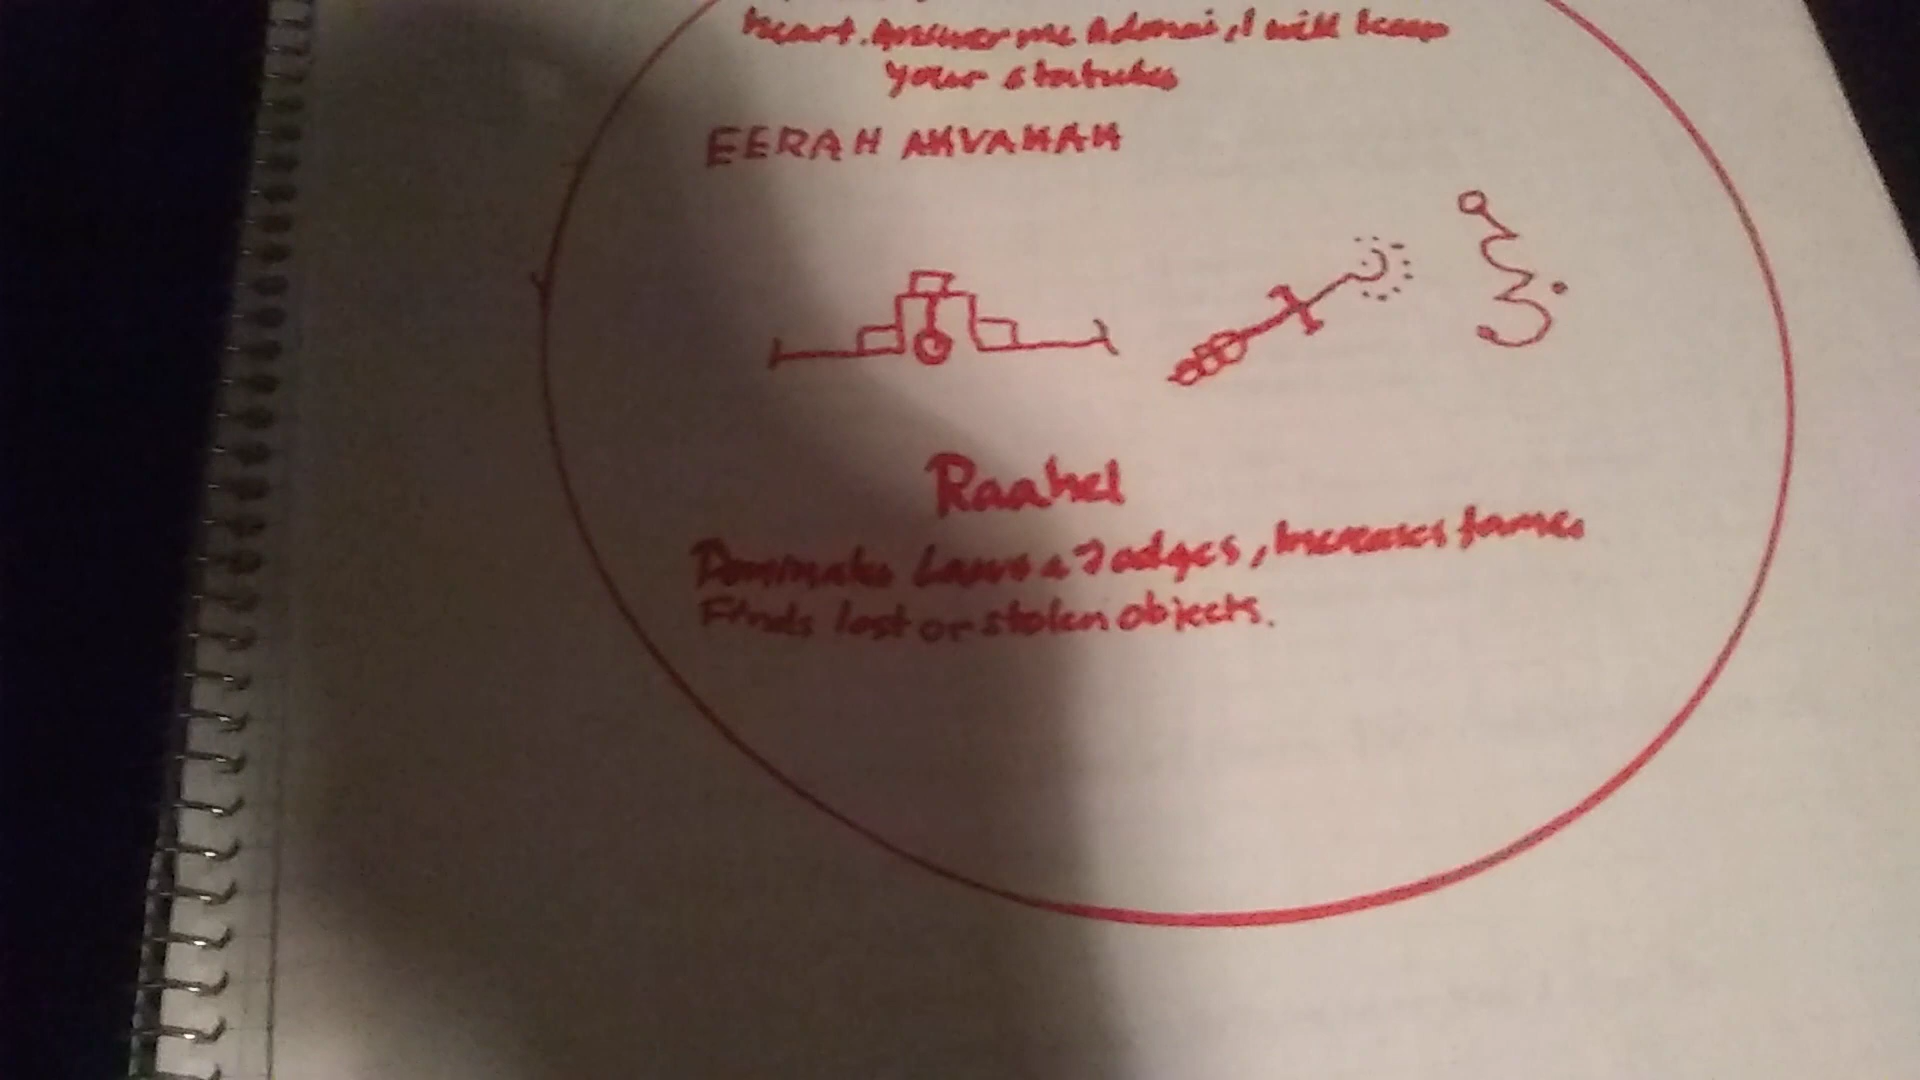 heart. Answer me Adonai, I will keep
your statutes
EERAH AHVAHAH
Raahel
Dominates Laws & Judges, Increases fame.
Finds lost or stolen objects.